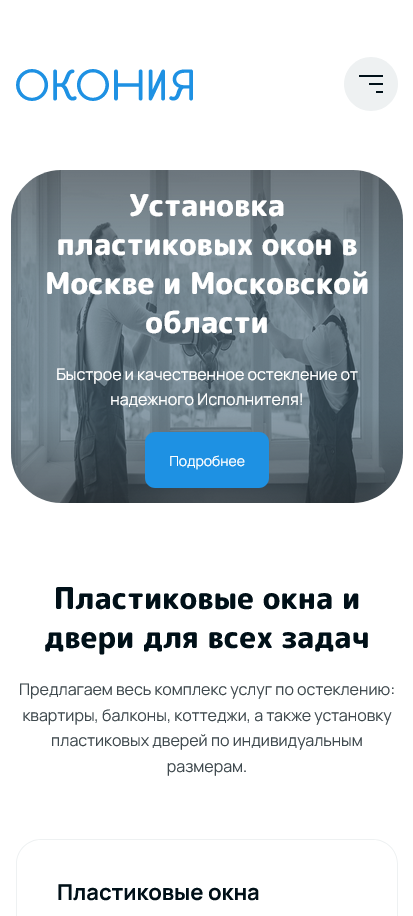 ОКОНИЯ
Установка
пластиковых окон в
Москве и Московской
области
Быстрое и качественное остекление от
надежного Исполнителя!
Подробнее
Пластиковые окна и
двери для всех задач
Предлагаем весь комплекс услуг по остеклению:
квартиры, балконы, коттеджи, а также установку
пластиковых дверей по индивидуальным
размерам.
Пластиковые окна